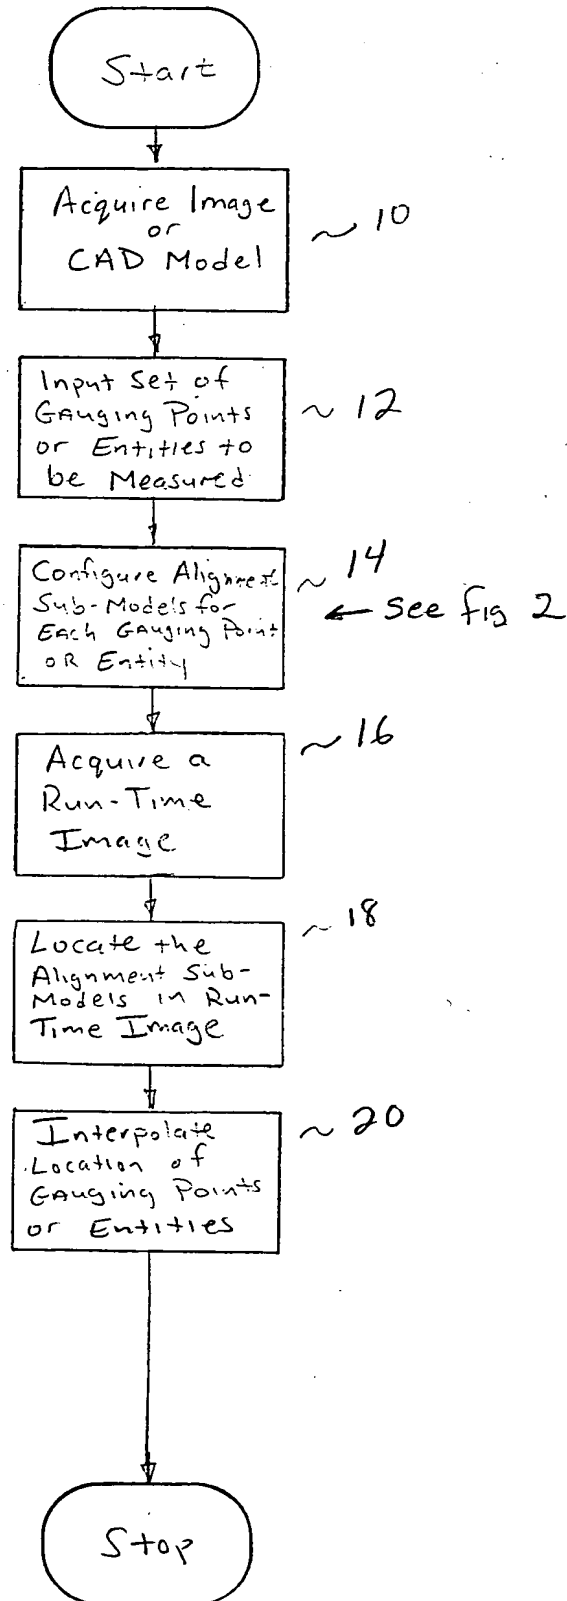 Start
Acquire Image
or
CAD Model
~ 10
Input Set of
Gauging Points
or Entities to
be Measured
~ 12
Configure Alignment
Sub-Models for
Each Gauging Point
OR Entity
~ 14
← See fig 2
Acquire a
Run-Time
Image
~ 16
Locate the
Alignment Sub-
Models in Run-
Time Image
~ 18
Interpolate
Location of
Gauging Points
or Entities
~ 20
Stop